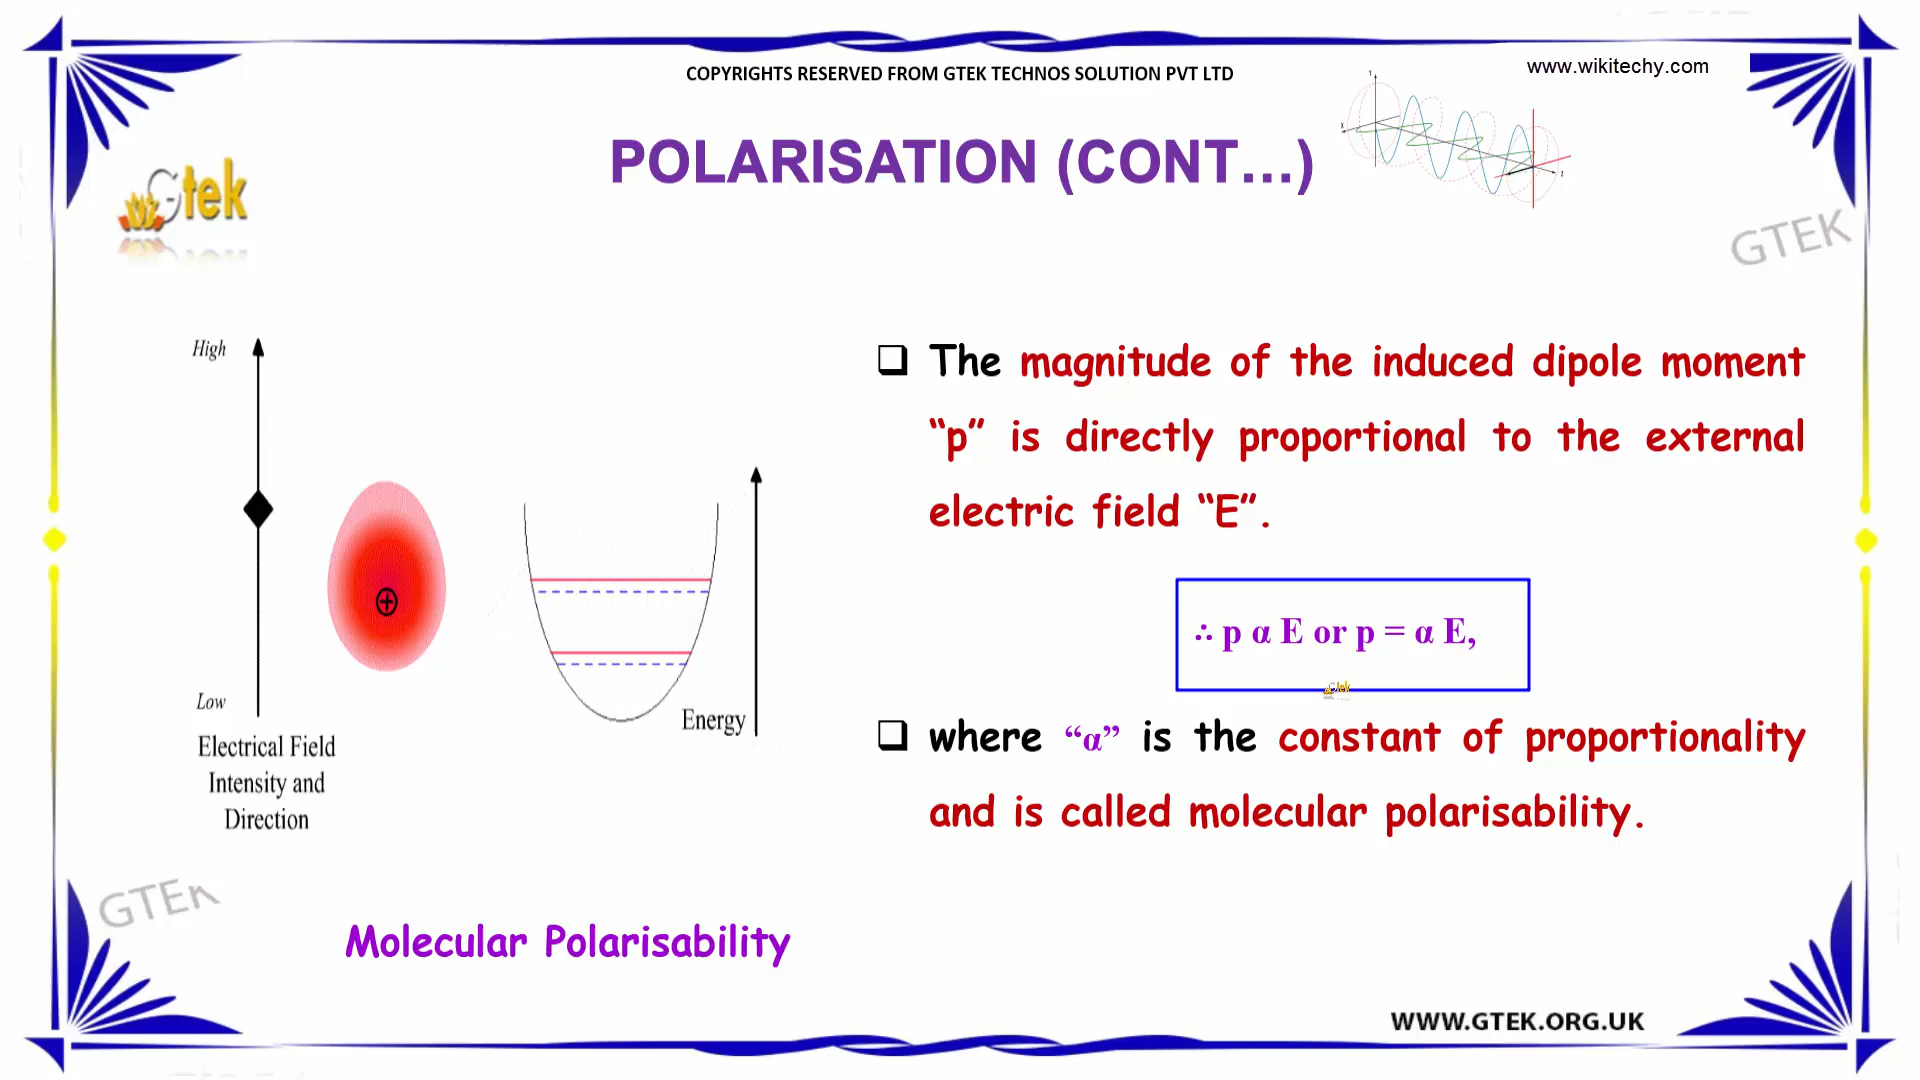 COPYRIGHTS RESERVED FROM GTEK TECHNOS SOLUTION PVT LTD
www.wikitechy.com
POLARISATION (CONT...)
Gtek
GTEK
High
Low
Electrical Field
Intensity and
Direction
Energy
Molecular Polarisability
The magnitude of the induced dipole moment
“p” is directly proportional to the external
electric field “E”.
∴ p α E or p = α E,
Gtek
where “α” is the constant of proportionality
and is called molecular polarisability.
GTEK
WWW.GTEK.ORG.UK